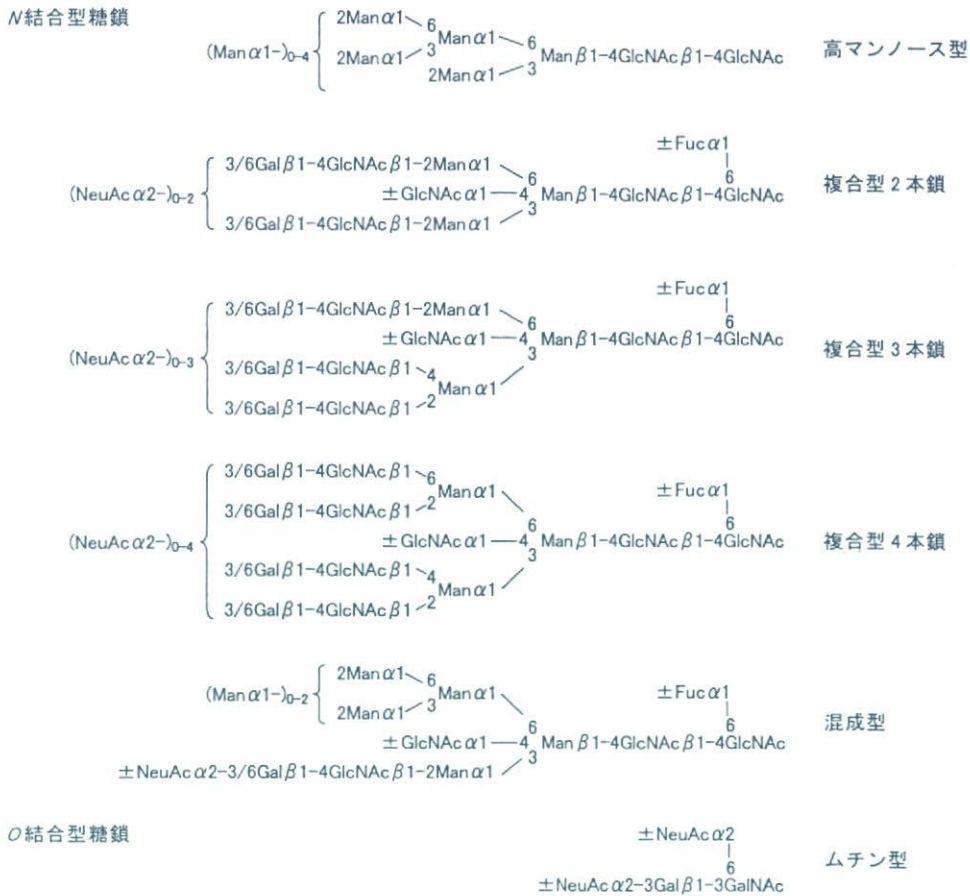 N結合型糖鎖
2Manα1 6
(Manα1-)0-4 2Manα1 3 Manα1 6 Manβ1-4GlcNAcβ1-4GlcNAc 高マンノース型
2Manα1 3
±Fucα1
3/6Galβ1-4GlcNAcβ1-2Manα1 6 6
(NeuAcα2-)0-2 ±GlcNAcα1 4 Manβ1-4GlcNAcβ1-4GlcNAc 複合型2本鎖
3/6Galβ1-4GlcNAcβ1-2Manα1 3
±Fucα1
3/6Galβ1-4GlcNAcβ1-2Manα1 6 6
±GlcNAcα1 4 Manβ1-4GlcNAcβ1-4GlcNAc
(NeuAcα2-)0-3 複合型3本鎖
3/6Galβ1-4GlcNAcβ1 4 3
Manα1
3/6Galβ1-4GlcNAcβ1 2
3/6Galβ1-4GlcNAcβ1 6 ±Fucα1
Manα1
3/6Galβ1-4GlcNAcβ1 2 6 6
(NeuAcα2-)0-4 ±GlcNAcα1 4 Manβ1-4GlcNAcβ1-4GlcNAc 複合型4本鎖
3/6Galβ1-4GlcNAcβ1 4 3
Manα1
3/6Galβ1-4GlcNAcβ1 2
2Manα1 6
(Manα1-)0-2 Manα1 ±Fucα1
2Manα1 3 6 6
±GlcNAcα1 4 Manβ1-4GlcNAcβ1-4GlcNAc 混成型
±NeuAcα2-3/6Galβ1-4GlcNAcβ1-2Manα1 3
O結合型糖鎖
±NeuAcα2
6 ムチン型
±NeuAcα2-3Galβ1-3GalNAc